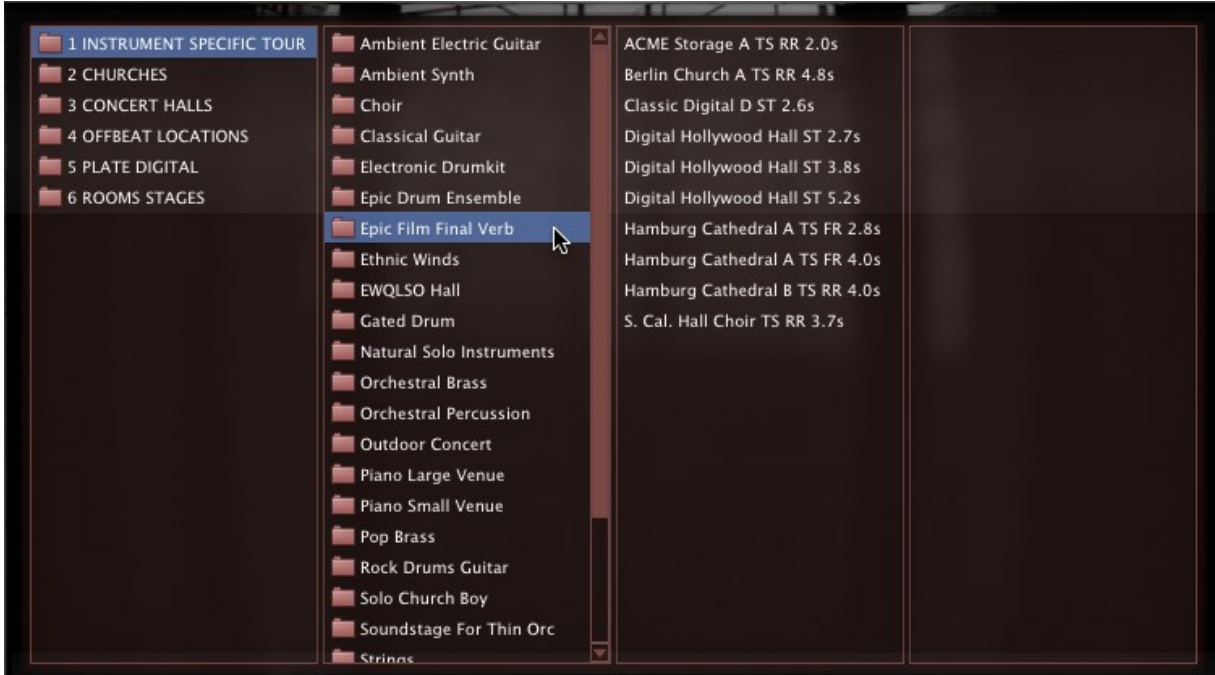 1 INSTRUMENT SPECIFIC TOUR
2 CHURCHES
3 CONCERT HALLS
4 OFFBEAT LOCATIONS
5 PLATE DIGITAL
6 ROOMS STAGES
Ambient Electric Guitar
Ambient Synth
Choir
Classical Guitar
Electronic Drumkit
Epic Drum Ensemble
Epic Film Final Verb
Ethnic Winds
EWQLSO Hall
Gated Drum
Natural Solo Instruments
Orchestral Brass
Orchestral Percussion
Outdoor Concert
Piano Large Venue
Piano Small Venue
Pop Brass
Rock Drums Guitar
Solo Church Boy
Soundstage For Thin Orc
Strings
ACME Storage A TS RR 2.0s
Berlin Church A TS RR 4.8s
Classic Digital D ST 2.6s
Digital Hollywood Hall ST 2.7s
Digital Hollywood Hall ST 3.8s
Digital Hollywood Hall ST 5.2s
Hamburg Cathedral A TS FR 2.8s
Hamburg Cathedral A TS FR 4.0s
Hamburg Cathedral B TS RR 4.0s
S. Cal. Hall Choir TS RR 3.7s